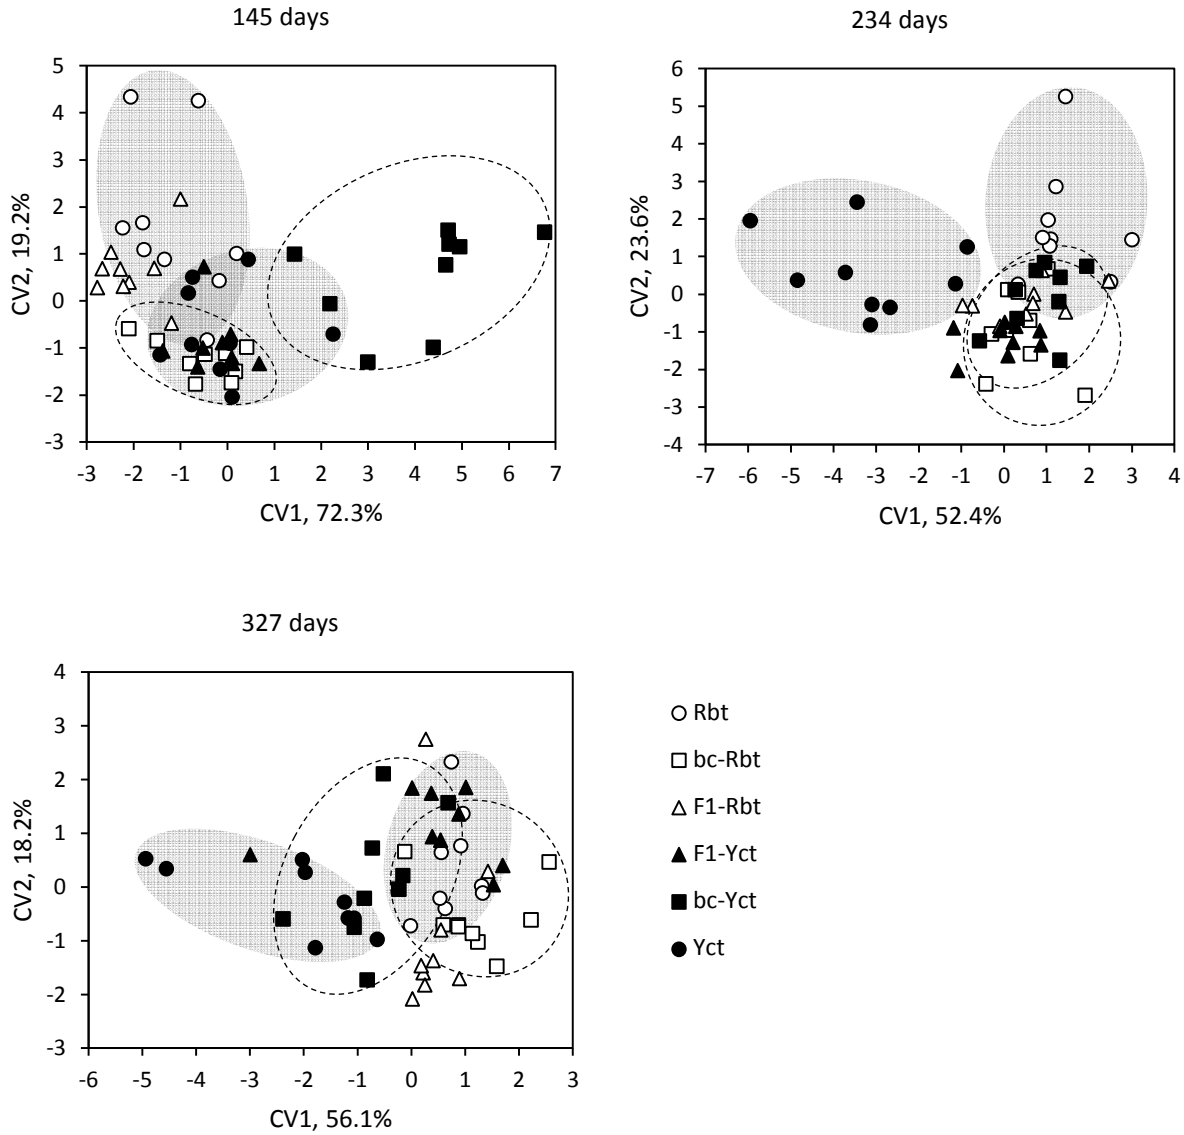 145 days
5
4
3
2
1
0
-1
-2
-3
CV2, 19.2%
-3 -2 -1 0 1 2 3 4 5 6 7
CV1, 72.3%
234 days
6
5
4
3
2
1
0
-1
-2
-3
-4
CV2, 23.6%
-7 -6 -5 -4 -3 -2 -1 0 1 2 3 4
CV1, 52.4%
327 days
4
3
2
1
0
-1
-2
-3
CV2, 18.2%
-6 -5 -4 -3 -2 -1 0 1 2 3
CV1, 56.1%
Rbt
bc-Rbt
F1-Rbt
F1-Yct
bc-Yct
Yct